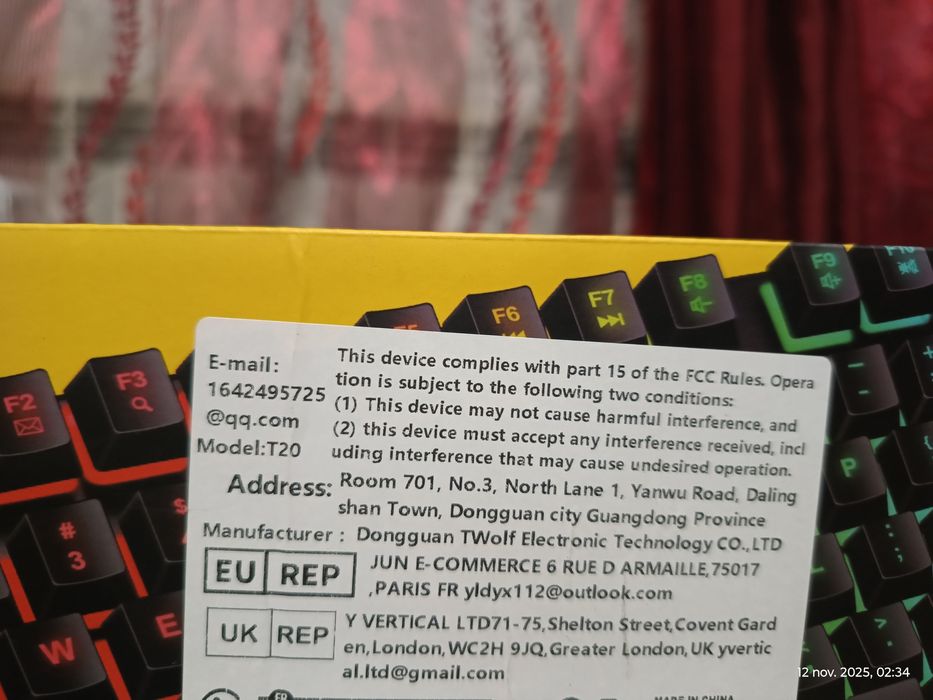 F9
F10
F8
F7
F6
F5
F3
F2
E-mail:
1642495725
@qq.com
Model:T20
This device complies with part 15 of the FCC Rules. Opera
tion is subject to the following two conditions:
(1) This device may not cause harmful interference, and
(2) this device must accept any interference received, incl
uding interference that may cause undesired operation.
Address: Room 701, No.3, North Lane 1, Yanwu Road, Daling
shan Town, Dongguan city Guangdong Province
Manufacturer : Dongguan TWolf Electronic Technology CO.,LTD
EU REP JUN E-COMMERCE 6 RUE D ARMAILLE,75017
,PARIS FR yldyx112@outlook.com
UK REP Y VERTICAL LTD71-75,Shelton Street,Covent Gard
en,London,WC2H 9JQ,Greater London,UK yvertic
al.ltd@gmail.com
MADE IN CHINA
#
3
$
W
E
P
12 nov. 2025, 02:34